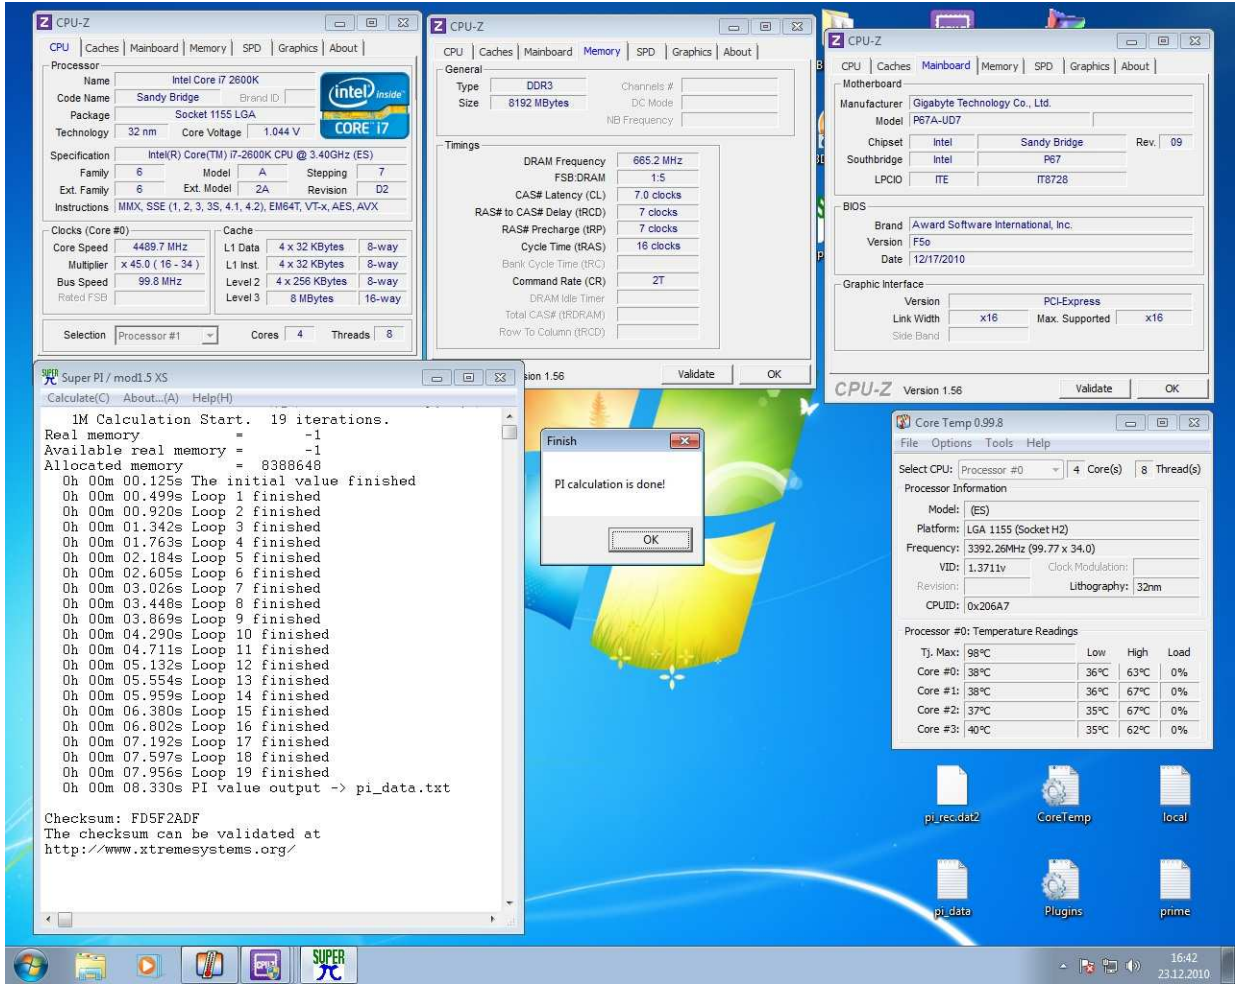 CPU-Z
CPU Caches Mainboard Memory SPD Graphics About
Processor
Name Intel Core i7 2600K
Code Name Sandy Bridge Brand ID
Package Socket 1155 LGA
Technology 32 nm Core Voltage 1.044 V
intel inside
CORE i7
Specification Intel(R) Core(TM) i7-2600K CPU @ 3.40GHz (ES)
Family 6 Model A Stepping 7
Ext. Family 6 Ext. Model 2A Revision D2
Instructions MMX, SSE (1, 2, 3, 3S, 4.1, 4.2), EM64T, VT-x, AES, AVX
Clocks (Core #0)
Core Speed 4489.7 MHz
Multiplier x 45.0 ( 16 - 34 )
Bus Speed 99.8 MHz
Rated FSB
Cache
L1 Data 4 x 32 KBytes 8-way
L1 Inst. 4 x 32 KBytes 8-way
Level 2 4 x 256 KBytes 8-way
Level 3 8 MBytes 16-way
Selection Processor #1 Cores 4 Threads 8
CPU-Z
CPU Caches Mainboard Memory SPD Graphics About
General
Type DDR3 Channels #
Size 8192 MBytes DC Mode
NB Frequency
Timings
DRAM Frequency 665.2 MHz
FSB:DRAM 1:5
CAS# Latency (CL) 7.0 clocks
RAS# to CAS# Delay (tRCD) 7 clocks
RAS# Precharge (tRP) 7 clocks
Cycle Time (tRAS) 16 clocks
Bank Cycle Time (tRC)
Command Rate (CR) 2T
DRAM Idle Timer
Total CAS# (tRDRAM)
Row To Column (tRCD)
sion 1.56 Validate OK
CPU-Z
CPU Caches Mainboard Memory SPD Graphics About
Motherboard
Manufacturer Gigabyte Technology Co., Ltd.
Model P67A-UD7
Chipset Intel Sandy Bridge Rev. 09
Southbridge Intel P67
LPCIO ITE IT8728
BIOS
Brand Award Software International, Inc.
Version F5o
Date 12/17/2010
Graphic Interface
Version PCI-Express
Link Width x16 Max. Supported x16
Side Band
CPU-Z Version 1.56 Validate OK
SUPER π Super PI / mod1.5 XS
Calculate(C) About...(A) Help(H)
1M Calculation Start. 19 iterations.
Real memory = -1
Available real memory = -1
Allocated memory = 8388648
0h 00m 00.125s The initial value finished
0h 00m 00.499s Loop 1 finished
0h 00m 00.920s Loop 2 finished
0h 00m 01.342s Loop 3 finished
0h 00m 01.763s Loop 4 finished
0h 00m 02.184s Loop 5 finished
0h 00m 02.605s Loop 6 finished
0h 00m 03.026s Loop 7 finished
0h 00m 03.448s Loop 8 finished
0h 00m 03.869s Loop 9 finished
0h 00m 04.290s Loop 10 finished
0h 00m 04.711s Loop 11 finished
0h 00m 05.132s Loop 12 finished
0h 00m 05.554s Loop 13 finished
0h 00m 05.959s Loop 14 finished
0h 00m 06.380s Loop 15 finished
0h 00m 06.802s Loop 16 finished
0h 00m 07.192s Loop 17 finished
0h 00m 07.597s Loop 18 finished
0h 00m 07.956s Loop 19 finished
0h 00m 08.330s PI value output -> pi_data.txt
Checksum: FD5F2ADF
The checksum can be validated at
http://www.xtremesystems.org/
Finish
PI calculation is done!
OK
Core Temp 0.99.8
File Options Tools Help
Select CPU: Processor #0 4 Core(s) 8 Thread(s)
Processor Information
Model: (ES)
Platform: LGA 1155 (Socket H2)
Frequency: 3392.26MHz (99.77 x 34.0)
VID: 1.3711v Clock Modulation:
Revision: Lithography: 32nm
CPUID: 0x206A7
Processor #0: Temperature Readings
Tj. Max: 98°C Low High Load
Core #0: 38°C 36°C 63°C 0%
Core #1: 38°C 36°C 67°C 0%
Core #2: 37°C 35°C 67°C 0%
Core #3: 40°C 35°C 62°C 0%
pi_rec.dat2 CoreTemp local
pi_data Plugins prime
SUPER π
16:42
23.12.2010